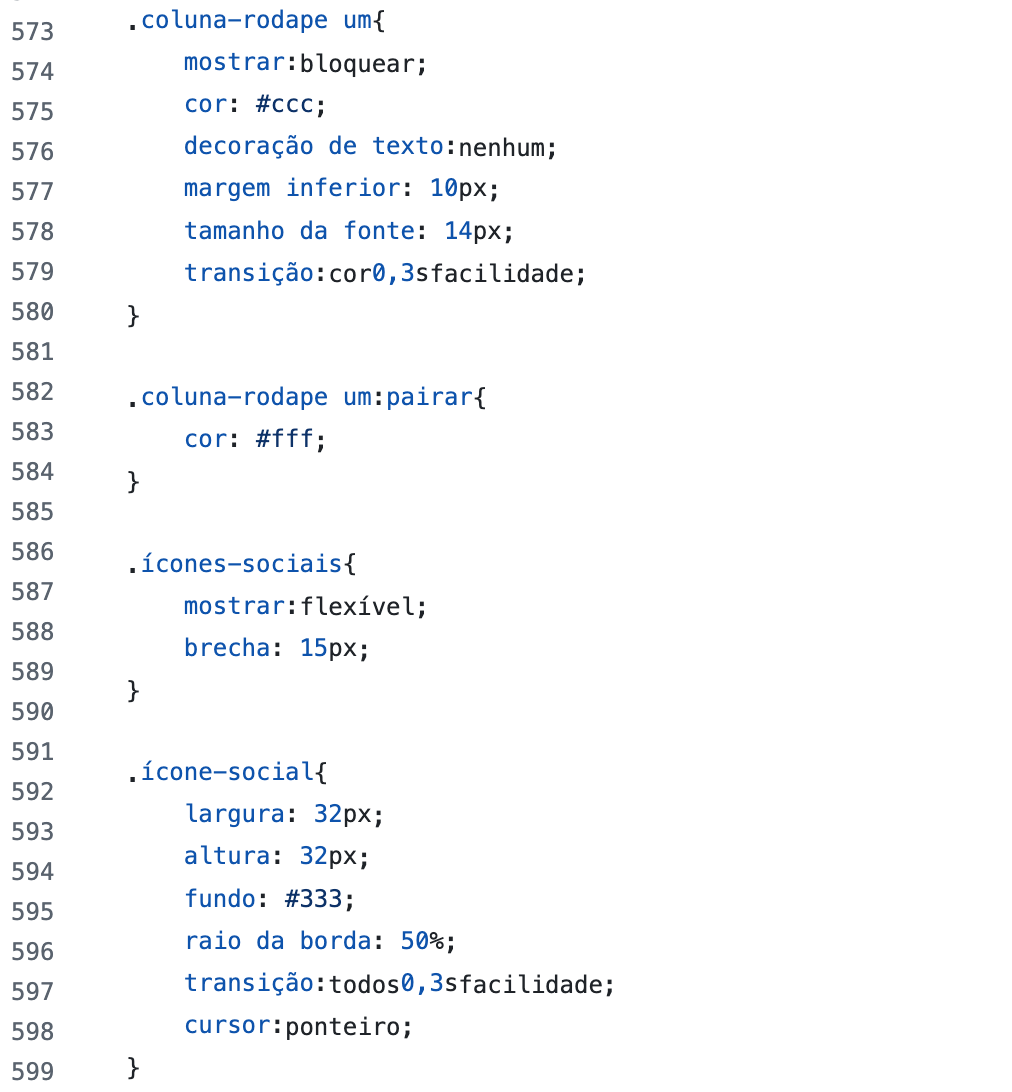 573 .coluna-rodape um{
574 mostrar:bloquear;
575 cor: #ccc;
576 decoração de texto:nenhum;
577 margem inferior: 10px;
578 tamanho da fonte: 14px;
579 transição:cor0,3sfacilidade;
580 }
581
582 .coluna-rodape um:pairar{
583 cor: #fff;
584 }
585
586 .ícones-sociais{
587 mostrar:flexível;
588 brecha: 15px;
589 }
590
591 .ícone-social{
592 largura: 32px;
593 altura: 32px;
594 fundo: #333;
595 raio da borda: 50%;
596 transição:todos0,3sfacilidade;
597 cursor:ponteiro;
598 }
599